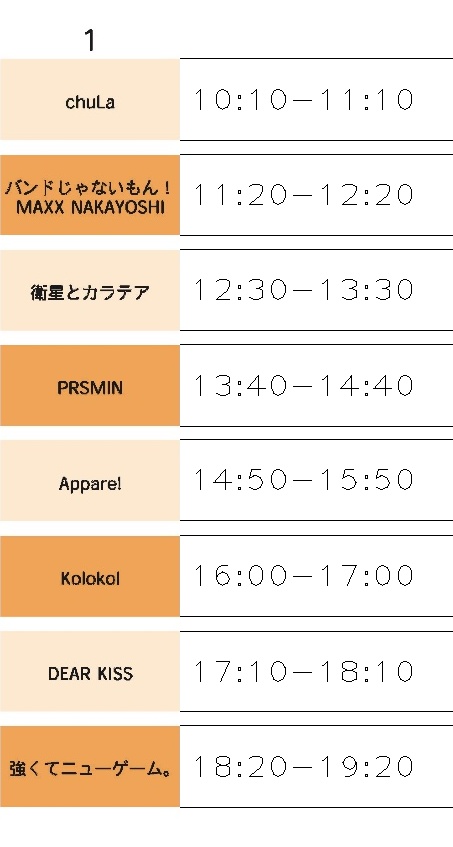 1
chuLa
10:10－11:10
バンドじゃないもん！
MAXX NAKAYOSHI
11:20－12:20
衛星とカラテア
12:30－13:30
PRSMIN
13:40－14:40
Appare!
14:50－15:50
Kolokol
16:00－17:00
DEAR KISS
17:10－18:10
強くてニューゲーム。
18:20－19:20